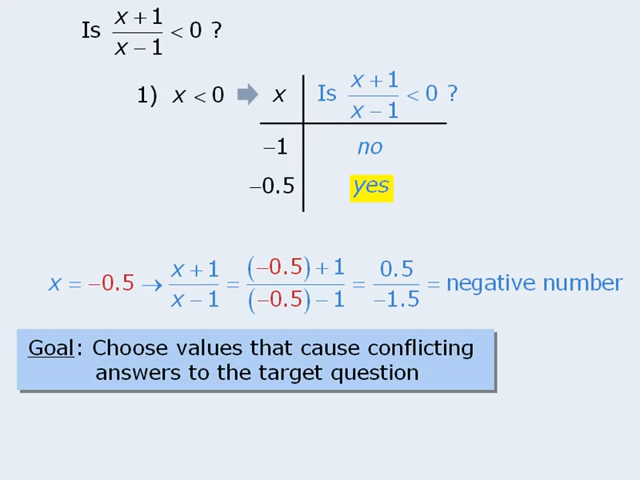 Is (x + 1)/(x − 1) < 0 ?
1) x < 0 ➡ x | Is (x + 1)/(x − 1) < 0 ?
−1 | no
−0.5 | yes
x = −0.5 → (x + 1)/(x − 1) = ((−0.5) + 1)/((−0.5) − 1) = 0.5/−1.5 = negative number
Goal: Choose values that cause conflicting
answers to the target question